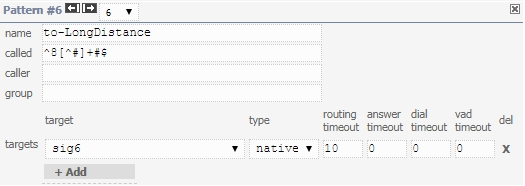 Pattern #6 6
name to-LongDistance
called ^8[^#]+#$
caller
group
target type routing timeout answer timeout dial timeout vad timeout del
targets sig6 native 10 0 0 0 X
+ Add